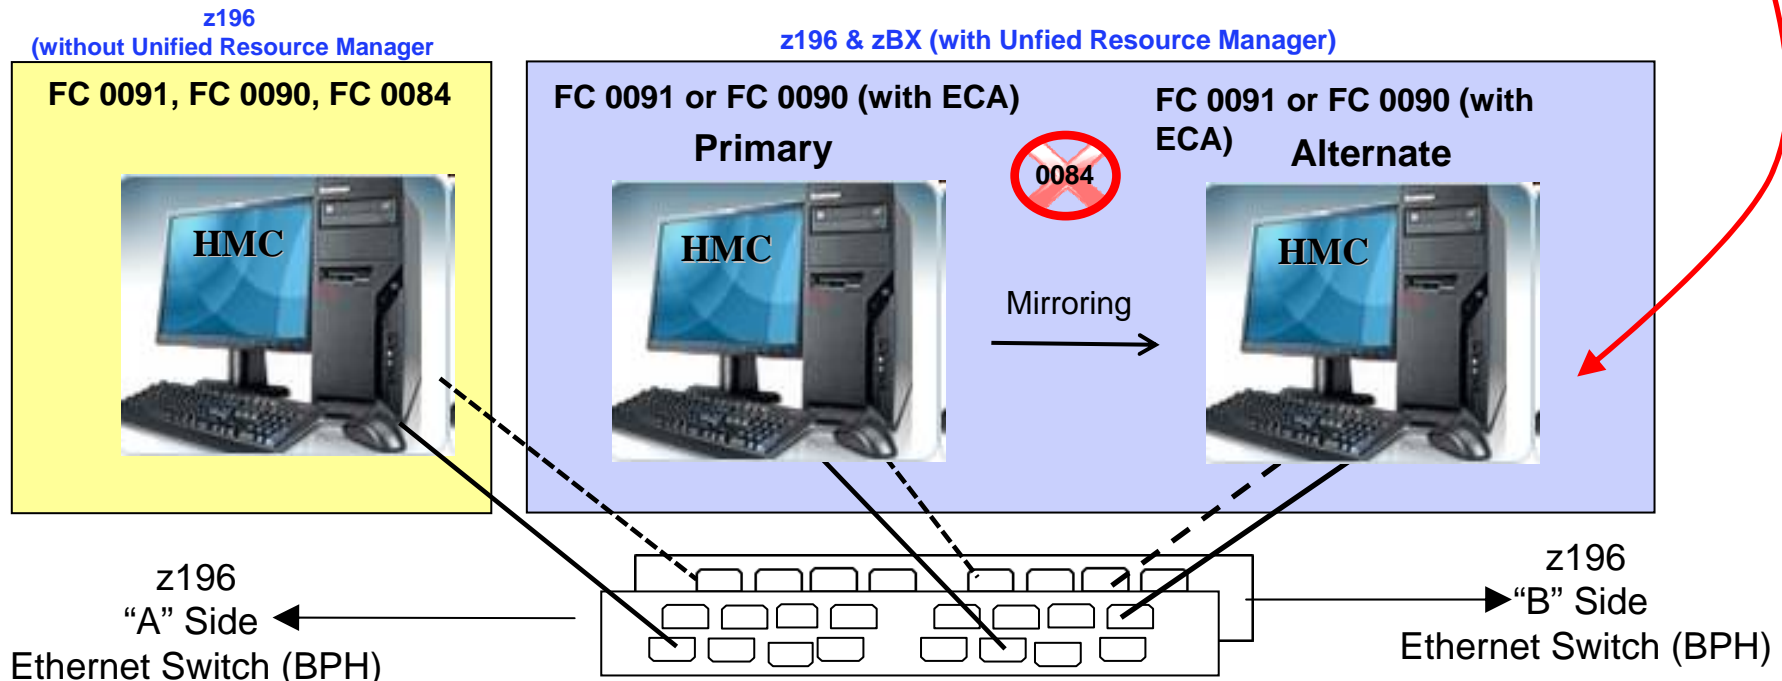 z196
(without Unified Resource Manager
z196 & zBX (with Unfied Resource Manager)
FC 0091, FC 0090, FC 0084
FC 0091 or FC 0090 (with ECA)
Primary
0084
FC 0091 or FC 0090 (with
ECA)
Alternate
HMC
HMC
HMC
Mirroring
z196
“A” Side
Ethernet Switch (BPH)
z196
“B” Side
Ethernet Switch (BPH)